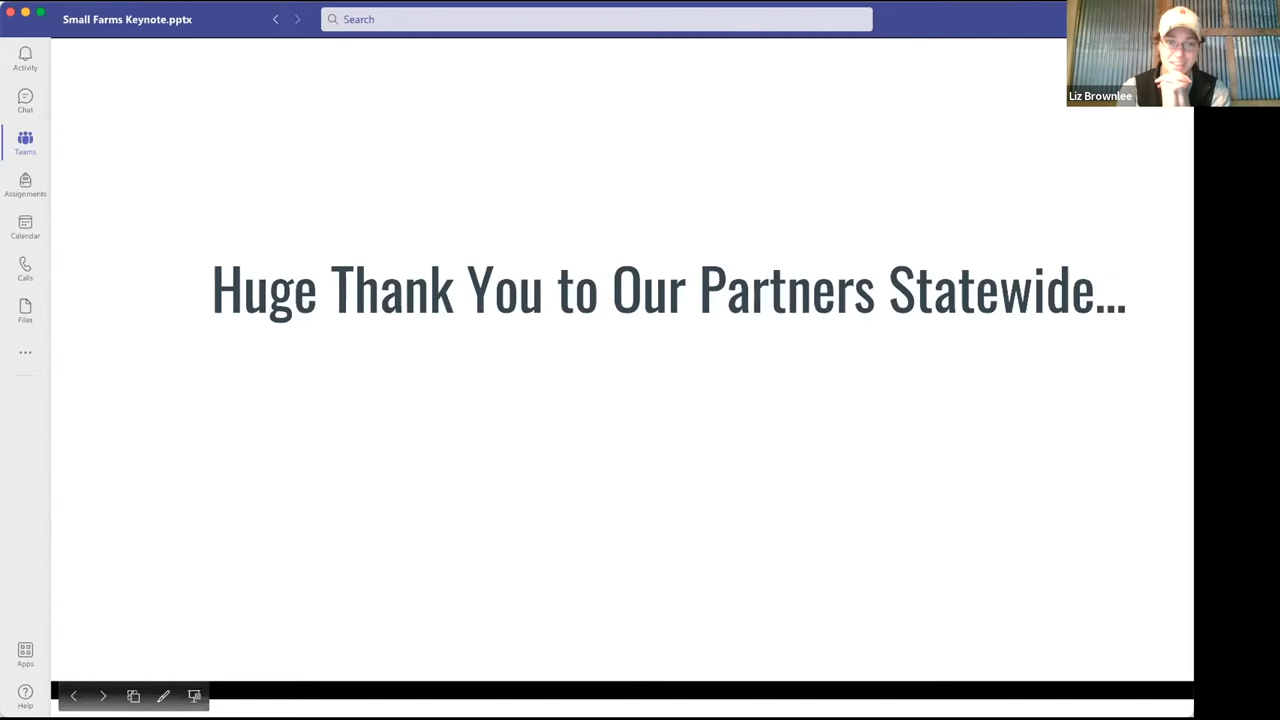 Small Farms Keynote.pptx
Search
Liz Brownlee
Activity
Chat
Teams
Assignments
Calendar
Calls
Files
Huge Thank You to Our Partners Statewide...
Apps
Help